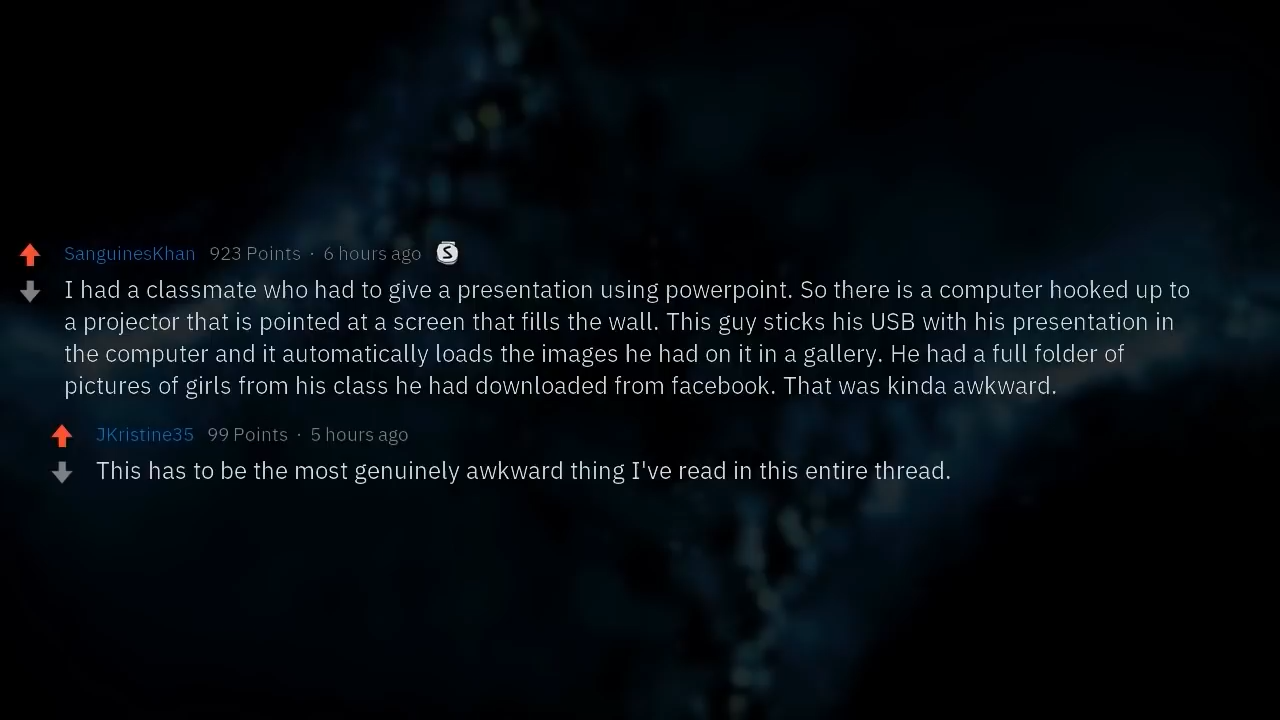 SanguinesKhan 923 Points · 6 hours ago S
I had a classmate who had to give a presentation using powerpoint. So there is a computer hooked up to
a projector that is pointed at a screen that fills the wall. This guy sticks his USB with his presentation in
the computer and it automatically loads the images he had on it in a gallery. He had a full folder of
pictures of girls from his class he had downloaded from facebook. That was kinda awkward.
JKristine35 99 Points · 5 hours ago
This has to be the most genuinely awkward thing I've read in this entire thread.